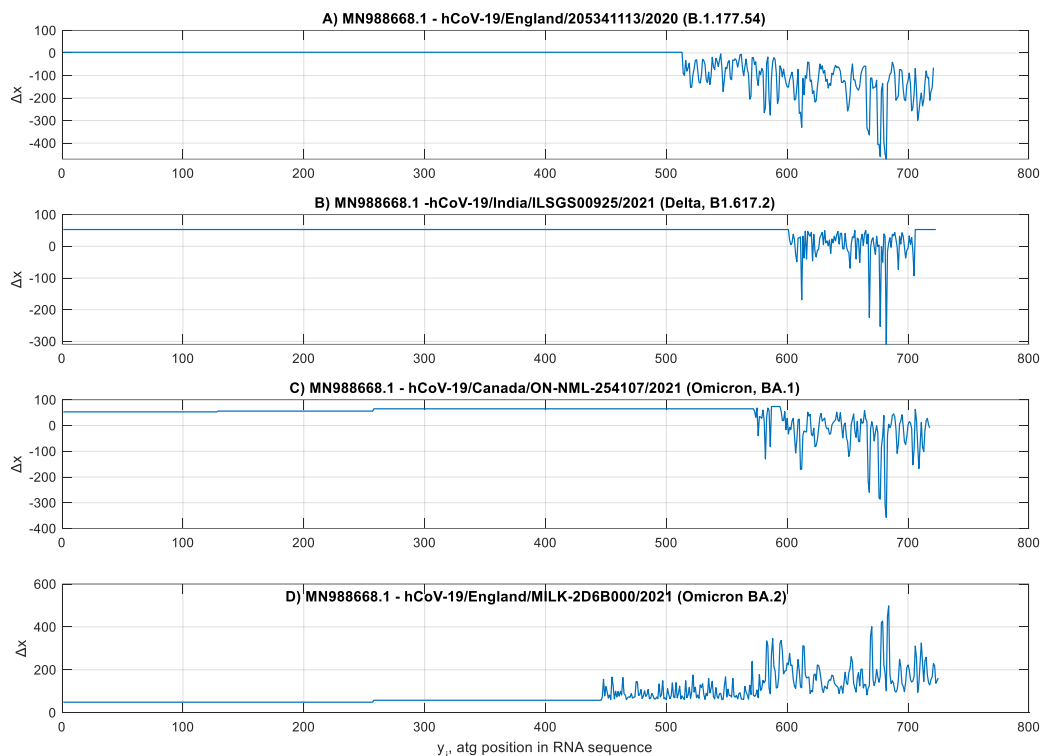 A) MN988668.1 - hCoV-19/England/205341113/2020 (B.1.177.54)
100
0
-100
-200
-300
-400
Δx
0 100 200 300 400 500 600 700 800
B) MN988668.1 -hCoV-19/India/ILSGS00925/2021 (Delta, B1.617.2)
100
0
-100
-200
-300
Δx
0 100 200 300 400 500 600 700 800
C) MN988668.1 - hCoV-19/Canada/ON-NML-254107/2021 (Omicron, BA.1)
100
0
-100
-200
-300
-400
Δx
0 100 200 300 400 500 600 700 800
D) MN988668.1 - hCoV-19/England/MILK-2D6B000/2021 (Omicron BA.2)
600
400
200
0
Δx
0 100 200 300 400 500 600 700 800
y_i, atg position in RNA sequence